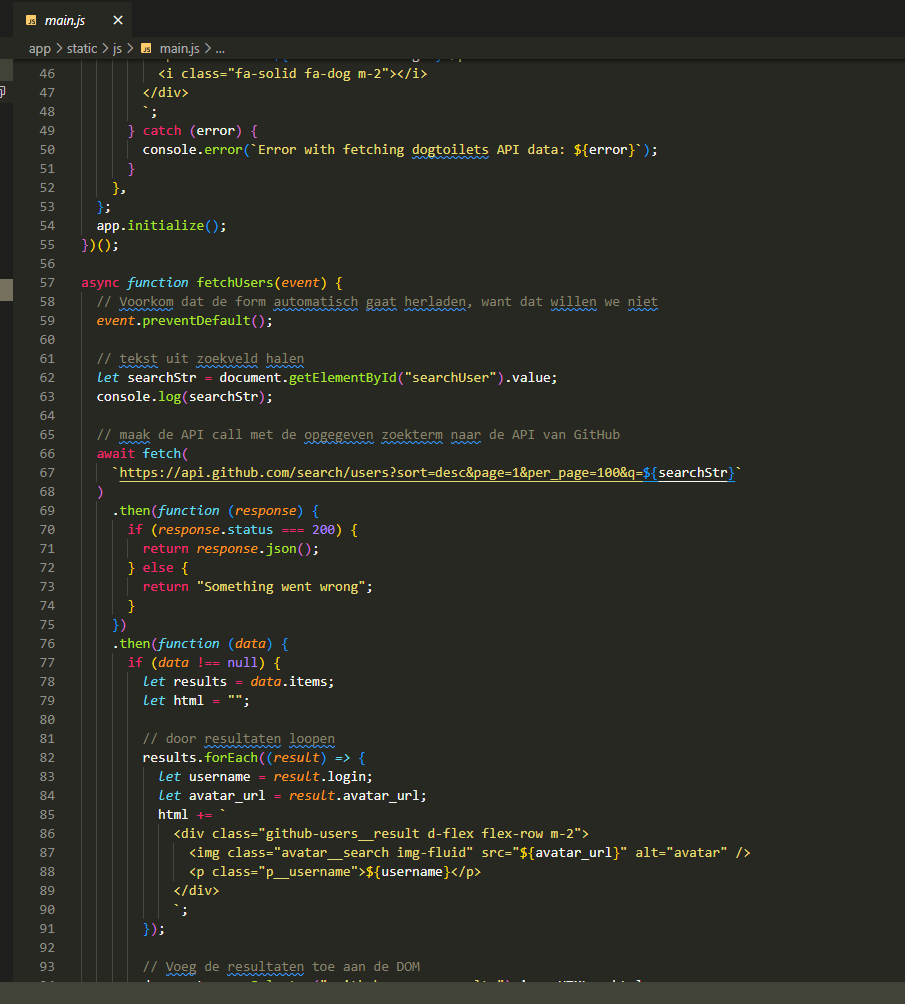 JS main.js ×
app > static > js > JS main.js > ...
46 <i class="fa-solid fa-dog m-2"></i>
47 </div>
48 `;
49 } catch (error) {
50 console.error(`Error with fetching dogtoilets API data: ${error}`);
51 }
52 },
53 };
54 app.initialize();
55 })();
56
57 async function fetchUsers(event) {
58 // Voorkom dat de form automatisch gaat herladen, want dat willen we niet
59 event.preventDefault();
60
61 // tekst uit zoekveld halen
62 let searchStr = document.getElementById("searchUser").value;
63 console.log(searchStr);
64
65 // maak de API call met de opgegeven zoekterm naar de API van GitHub
66 await fetch(
67 `https://api.github.com/search/users?sort=desc&page=1&per_page=100&q=${searchStr}`
68 )
69 .then(function (response) {
70 if (response.status === 200) {
71 return response.json();
72 } else {
73 return "Something went wrong";
74 }
75 })
76 .then(function (data) {
77 if (data !== null) {
78 let results = data.items;
79 let html = "";
80
81 // door resultaten loopen
82 results.forEach((result) => {
83 let username = result.login;
84 let avatar_url = result.avatar_url;
85 html += `
86 <div class="github-users__result d-flex flex-row m-2">
87 <img class="avatar__search img-fluid" src="${avatar_url}" alt="avatar" />
88 <p class="p__username">${username}</p>
89 </div>
90 `;
91 });
92
93 // Voeg de resultaten toe aan de DOM